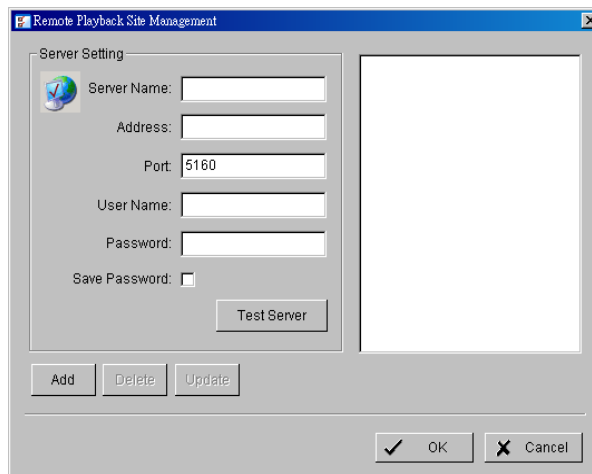 Remote Playback Site Management
Server Setting
Server Name:
Address:
Port: 5160
User Name:
Password:
Save Password:
Test Server
Add Delete Update
OK Cancel